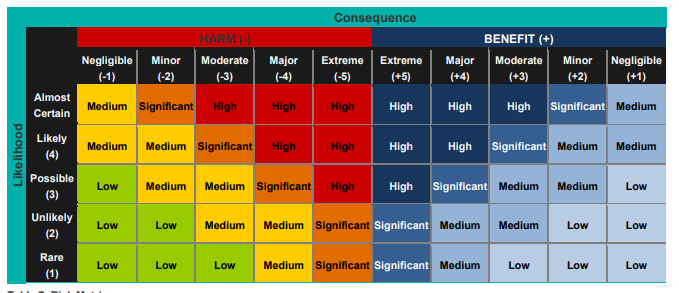 Consequence
HARM (-) BENEFIT (+)
Negligible Minor Moderate Major Extreme Extreme Major Moderate Minor Negligible
(-1) (-2) (-3) (-4) (-5) (+5) (+4) (+3) (+2) (+1)
Likelihood
Almost
Certain
Medium Significant High High High High High High Significant Medium
Likely
(4)
Medium Medium Significant High High High High Significant Medium Medium
Possible
(3)
Low Medium Medium Significant High High Significant Medium Medium Low
Unlikely
(2)
Low Low Medium Medium Significant Significant Medium Medium Low Low
Rare
(1)
Low Low Low Medium Significant Significant Medium Low Low Low